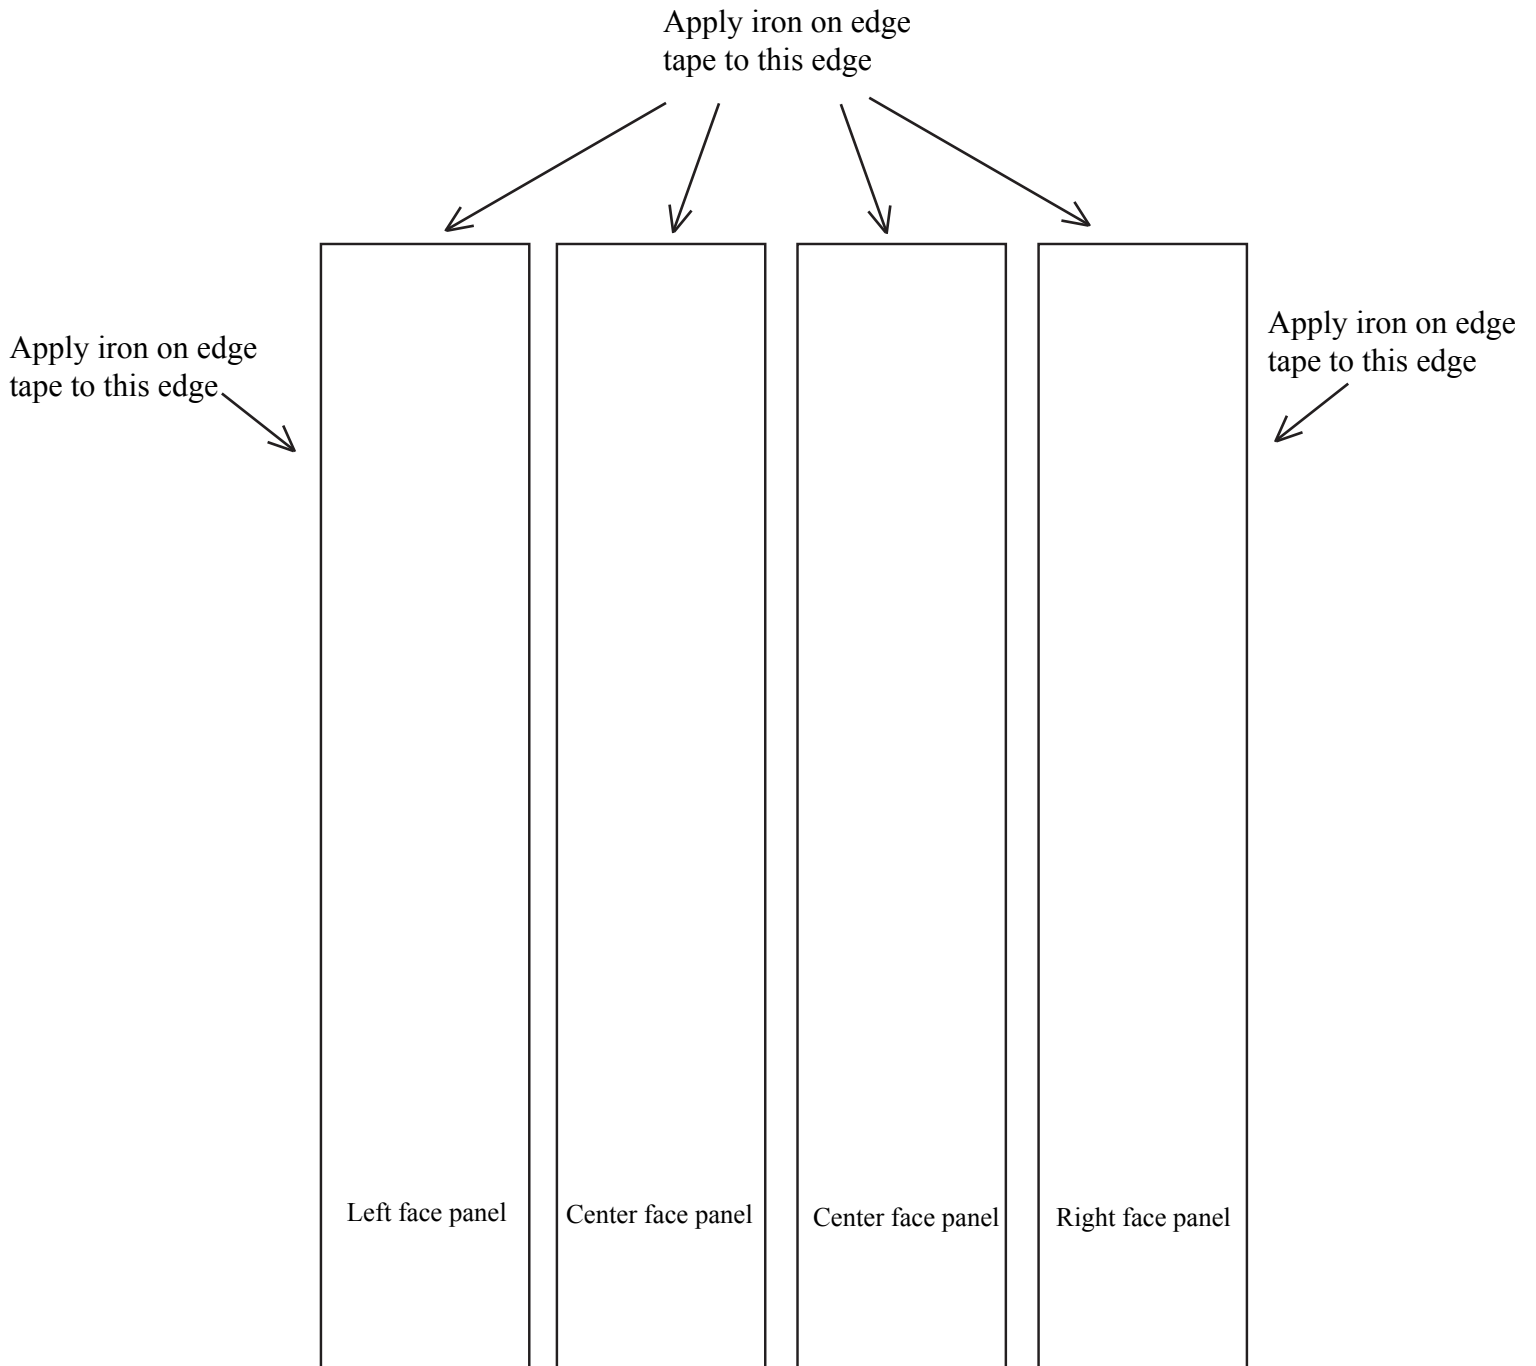 Apply iron on edge
tape to this edge
Apply iron on edge
tape to this edge
Apply iron on edge
tape to this edge
Left face panel
Center face panel
Center face panel
Right face panel